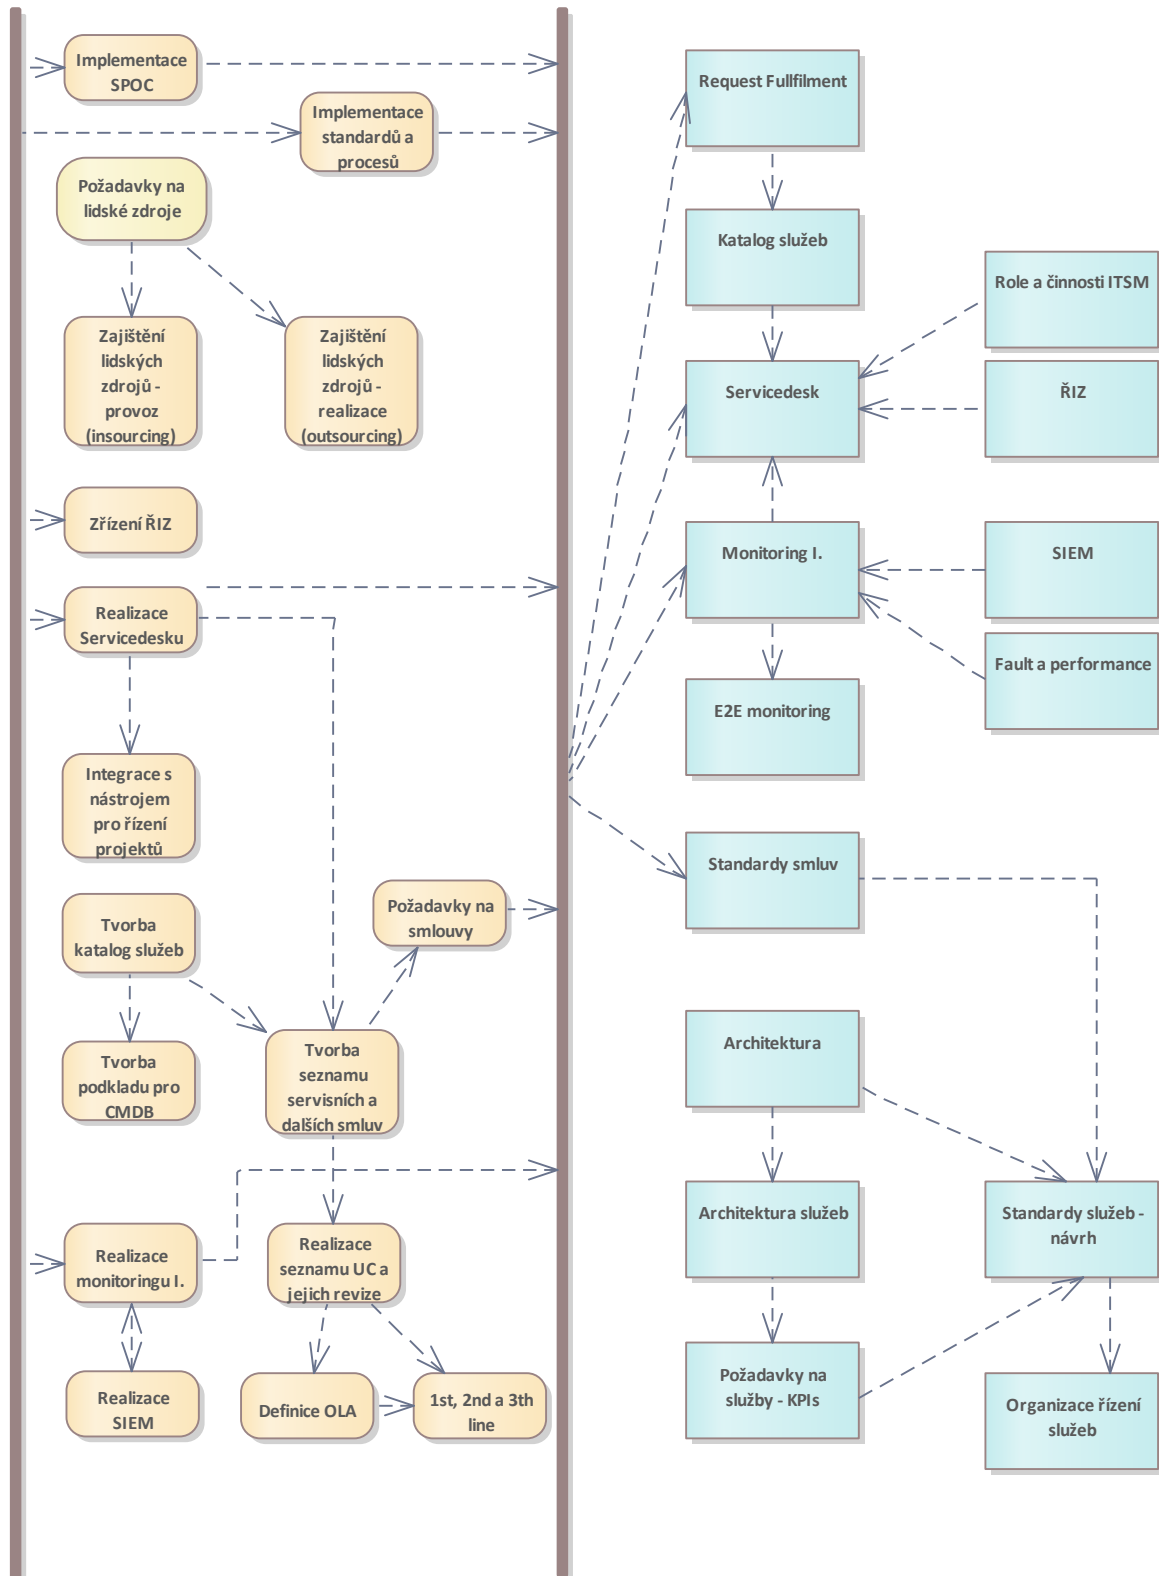 Implementace
SPOC
Implementace
standardů a
procesů
Požadavky na
lidské zdroje
Zajištění
lidských
zdrojů -
provoz
(insourcing)
Zajištění
lidských
zdrojů -
realizace
(outsourcing)
Zřízení ŘIZ
Realizace
Servicedesku
Integrace s
nástrojem
pro řízení
projektů
Tvorba
katalog služeb
Požadavky na
smlouvy
Tvorba
podkladu pro
CMDB
Tvorba
seznamu
servisních a
dalších smluv
Realizace
monitoringu I.
Realizace
seznamu UC a
jejich revize
Realizace
SIEM
Definice OLA
1st, 2nd a 3th
line
Request Fullfilment
Katalog služeb
Role a činnosti ITSM
Servicedesk
ŘIZ
Monitoring I.
SIEM
Fault a performance
E2E monitoring
Standardy smluv
Architektura
Architektura služeb
Standardy služeb -
návrh
Požadavky na
služby - KPIs
Organizace řízení
služeb